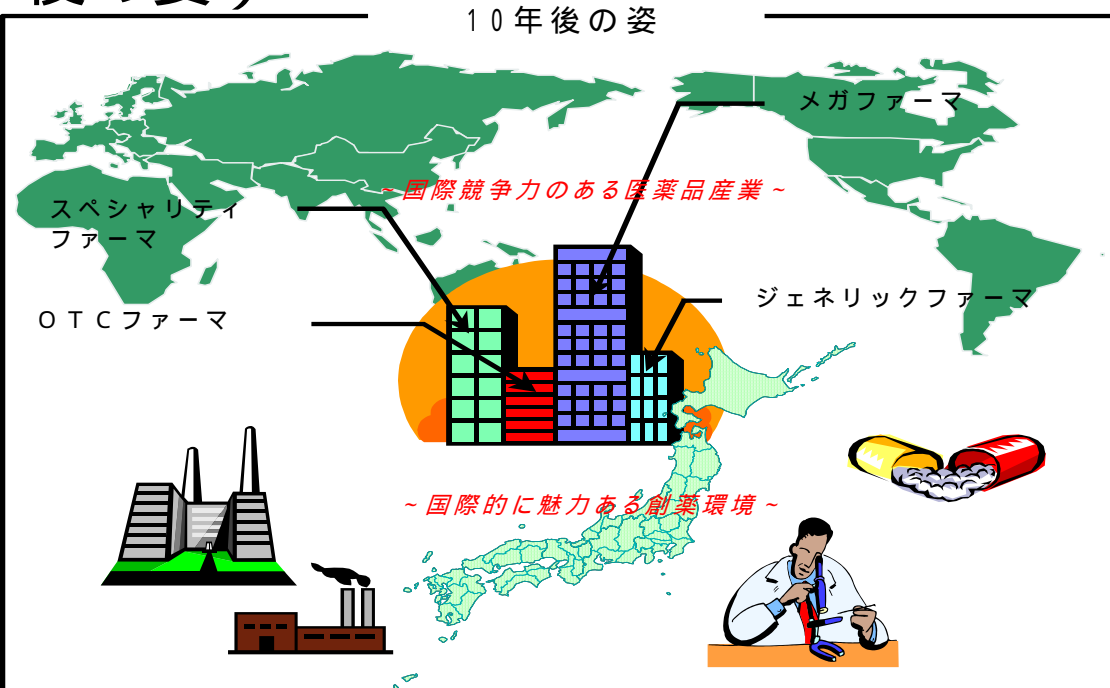 10年後の姿
メガファーマ
~国際競争力のある医薬品産業~
スペシャリティ
ファーマ
ジェネリックファーマ
OTCファーマ
~国際的に魅力ある創薬環境~